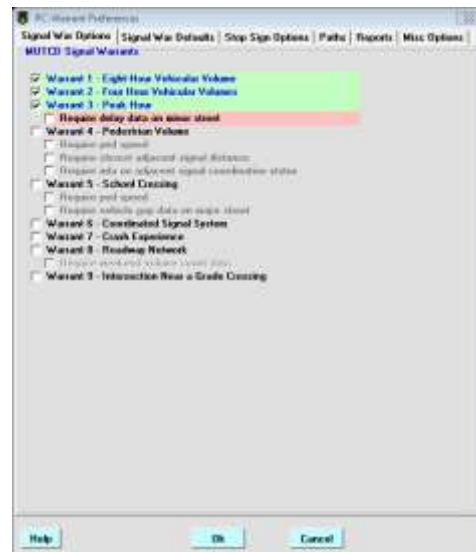 PC-Warrant Preferences
Signal War Options | Signal War Defaults | Stop Sign Options | Paths | Reports | Misc Options
MUTCD Signal Warrants
Warrant 1 - Eight Hour Vehicular Volume
Warrant 2 - Four Hour Vehicular Volumes
Warrant 3 - Peak Hour
Require delay data on minor street
Warrant 4 - Pedestrian Volume
Require ped speed
Require closest adjacent signal distance
Require info on adjacent signal coordination status
Warrant 5 - School Crossing
Require ped speed
Require vehicle gap data on major street
Warrant 6 - Coordinated Signal System
Warrant 7 - Crash Experience
Warrant 8 - Roadway Network
Require weekend volume count data
Warrant 9 - Intersection Near a Grade Crossing
Help
Ok
Cancel